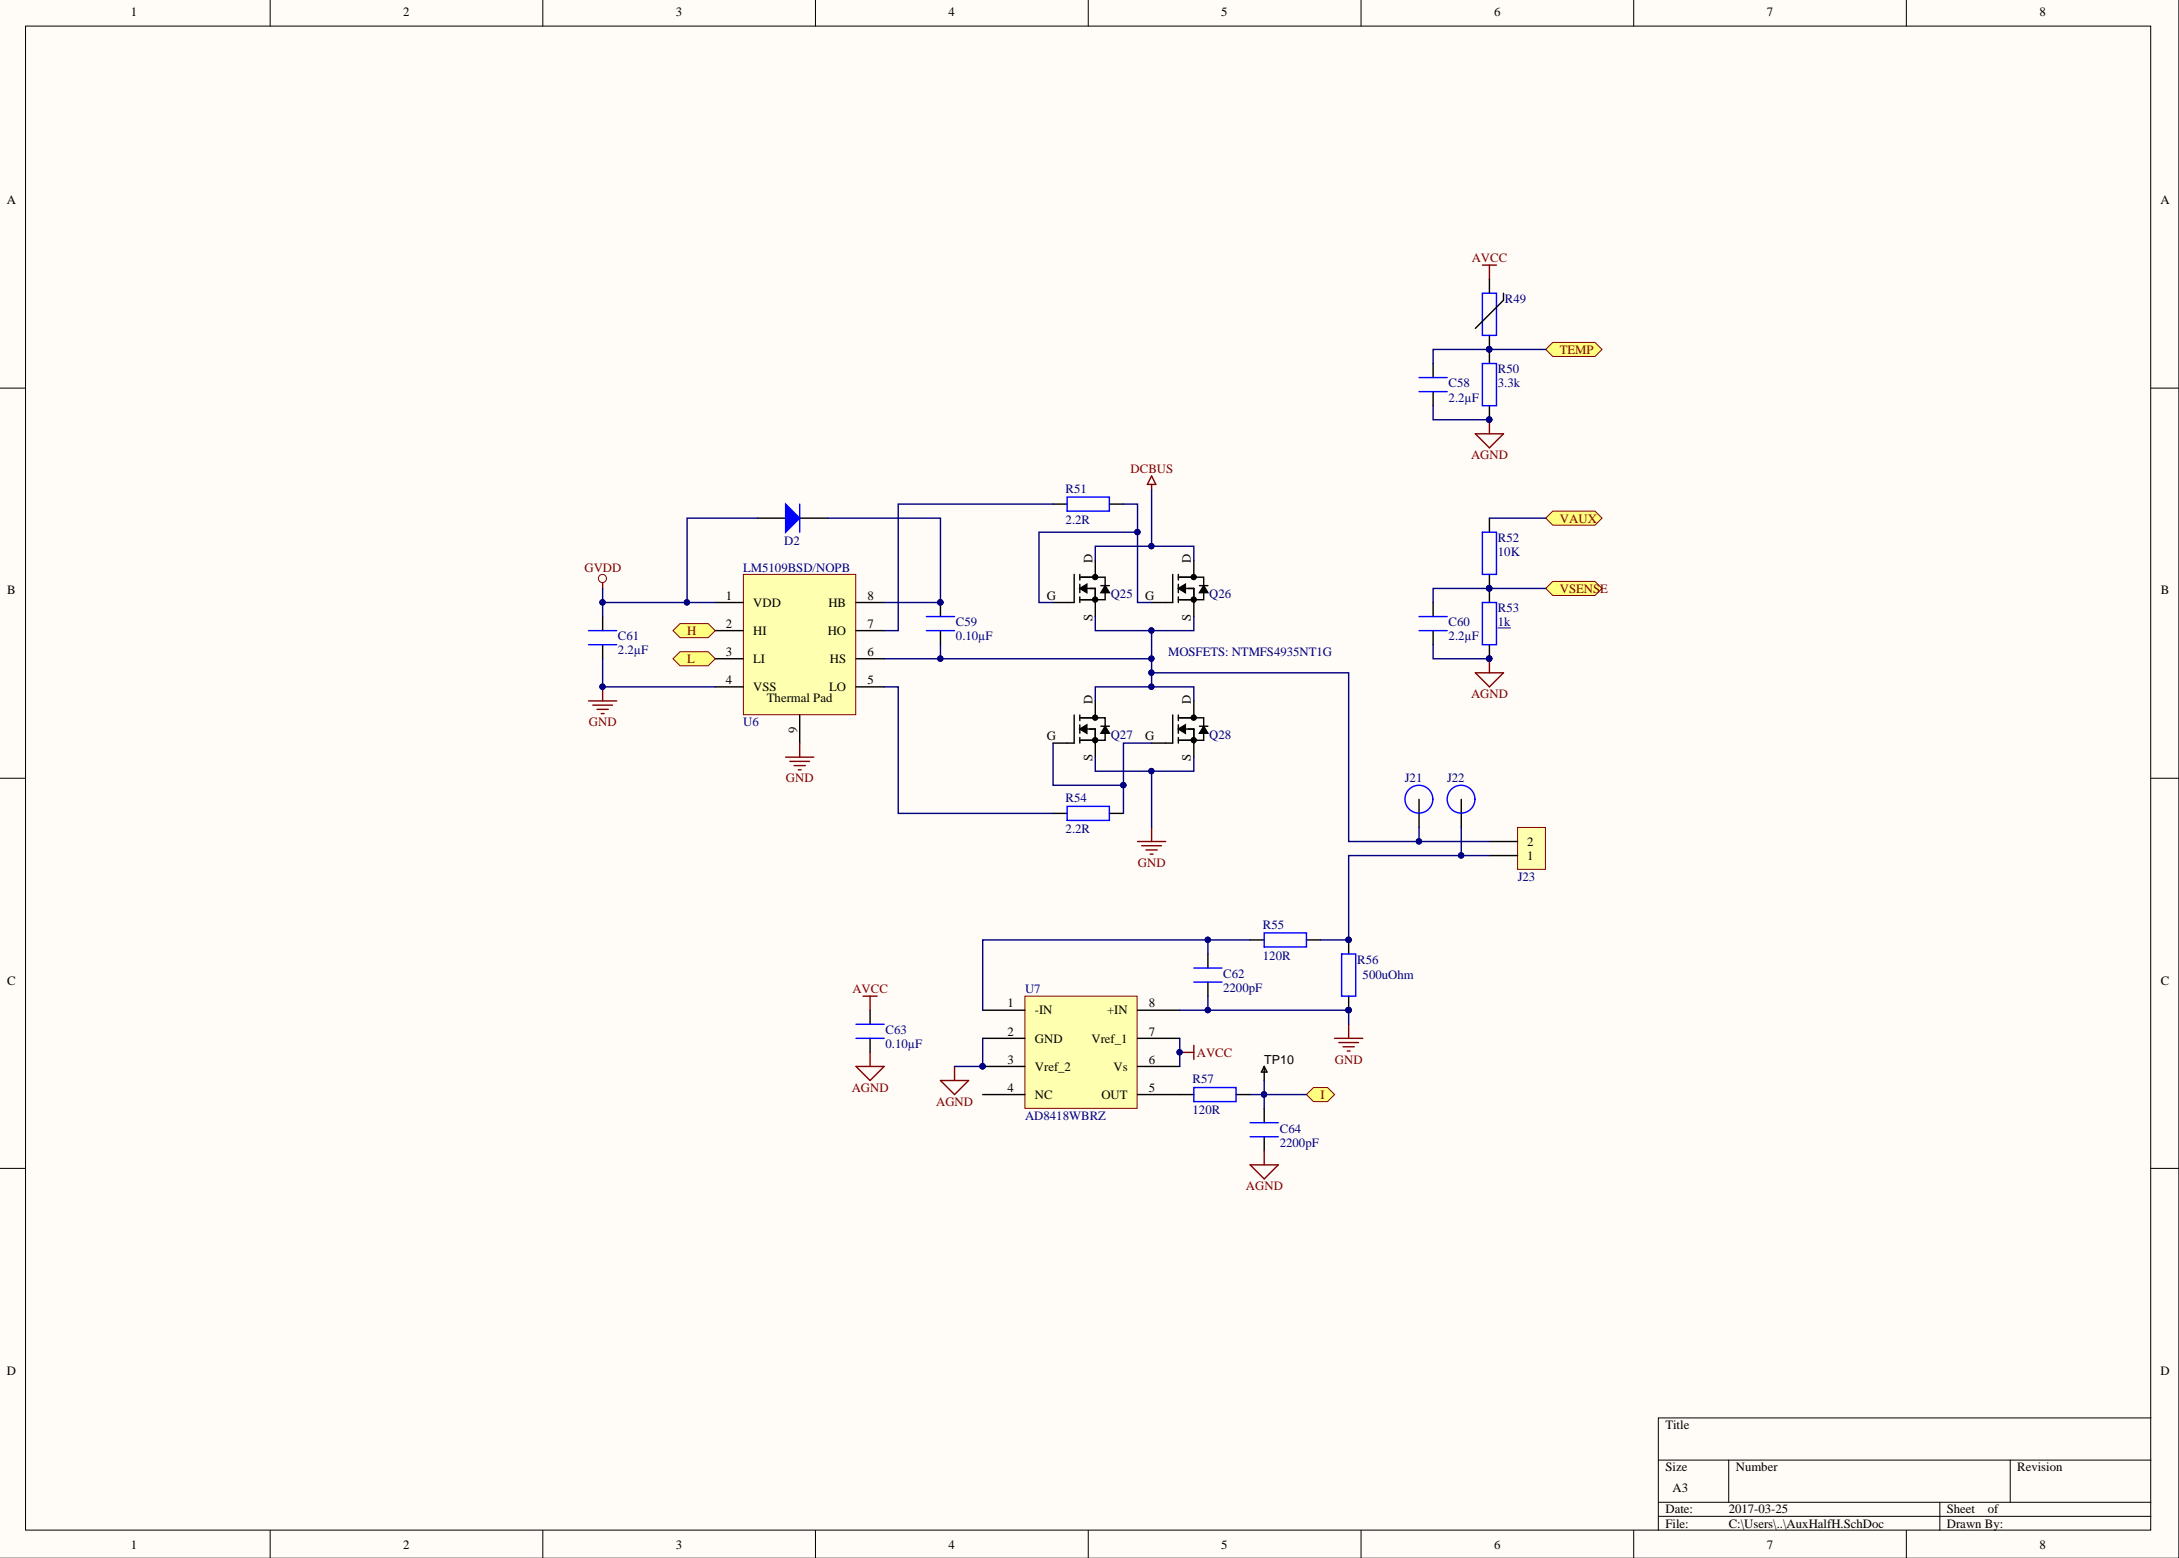 1 2 3 4 5 6 7 8
A A
AVCC
R49
TEMP
R50
3.3k
C58
2.2µF
AGND
DCBUS
R51
2.2R
D2
VAUX
R52
10K
VSENSE
R53
1k
C60
2.2µF
AGND
GVDD
LM5109BSD/NOPB
B B
1 VDD HB 8
2 HI HO 7
3 LI HS 6
4 VSS LO 5
Thermal Pad
9
U6
H
L
C61
2.2µF
GND
GND
C59
0.10µF
D D
G Q25 G Q26
S S
MOSFETS: NTMFS4935NT1G
D D
G Q27 G Q28
S S
R54
2.2R
GND
J21 J22
2
1
J23
R55
120R
R56
500uOhm
C62
2200pF
C C
AVCC
C63
0.10µF
AGND
U7
1 -IN +IN 8
2 GND Vref_1 7
3 Vref_2 Vs 6
4 NC OUT 5
AD8418WBRZ
AGND
AVCC
GND
TP10
R57
120R
I
C64
2200pF
AGND
D D
Title
Size Number Revision
A3
Date: 2017-03-25 Sheet of
File: C:\Users\..\AuxHalfH.SchDoc Drawn By:
1 2 3 4 5 6 7 8